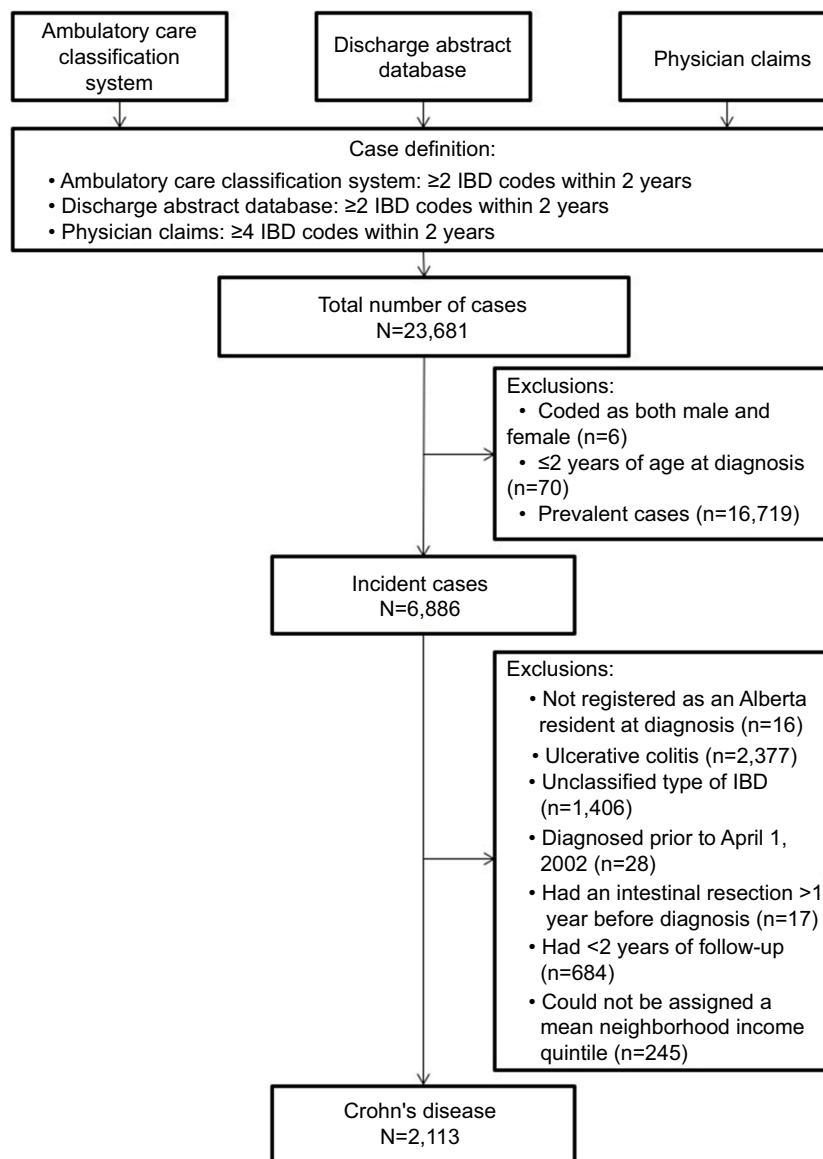 Ambulatory care
classification
system
Discharge abstract
database
Physician claims
Case definition:
• Ambulatory care classification system: ≥2 IBD codes within 2 years
• Discharge abstract database: ≥2 IBD codes within 2 years
• Physician claims: ≥4 IBD codes within 2 years
Total number of cases
N=23,681
Exclusions:
• Coded as both male and
female (n=6)
• ≤2 years of age at diagnosis
(n=70)
• Prevalent cases (n=16,719)
Incident cases
N=6,886
Exclusions:
• Not registered as an Alberta
resident at diagnosis (n=16)
• Ulcerative colitis (n=2,377)
• Unclassified type of IBD
(n=1,406)
• Diagnosed prior to April 1,
2002 (n=28)
• Had an intestinal resection >1
year before diagnosis (n=17)
• Had <2 years of follow-up
(n=684)
• Could not be assigned a
mean neighborhood income
quintile (n=245)
Crohn's disease
N=2,113